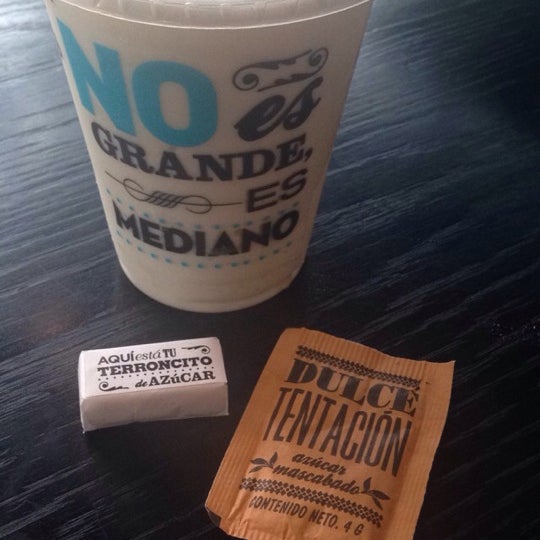 NO es
GRANDE,
ES
MEDIANO
AQUÍ está TU
TERRONCITO
de AZúCAR
DULCE
TENTACIÓN
azúcar
mascabado
CONTENIDO NETO. 4 G